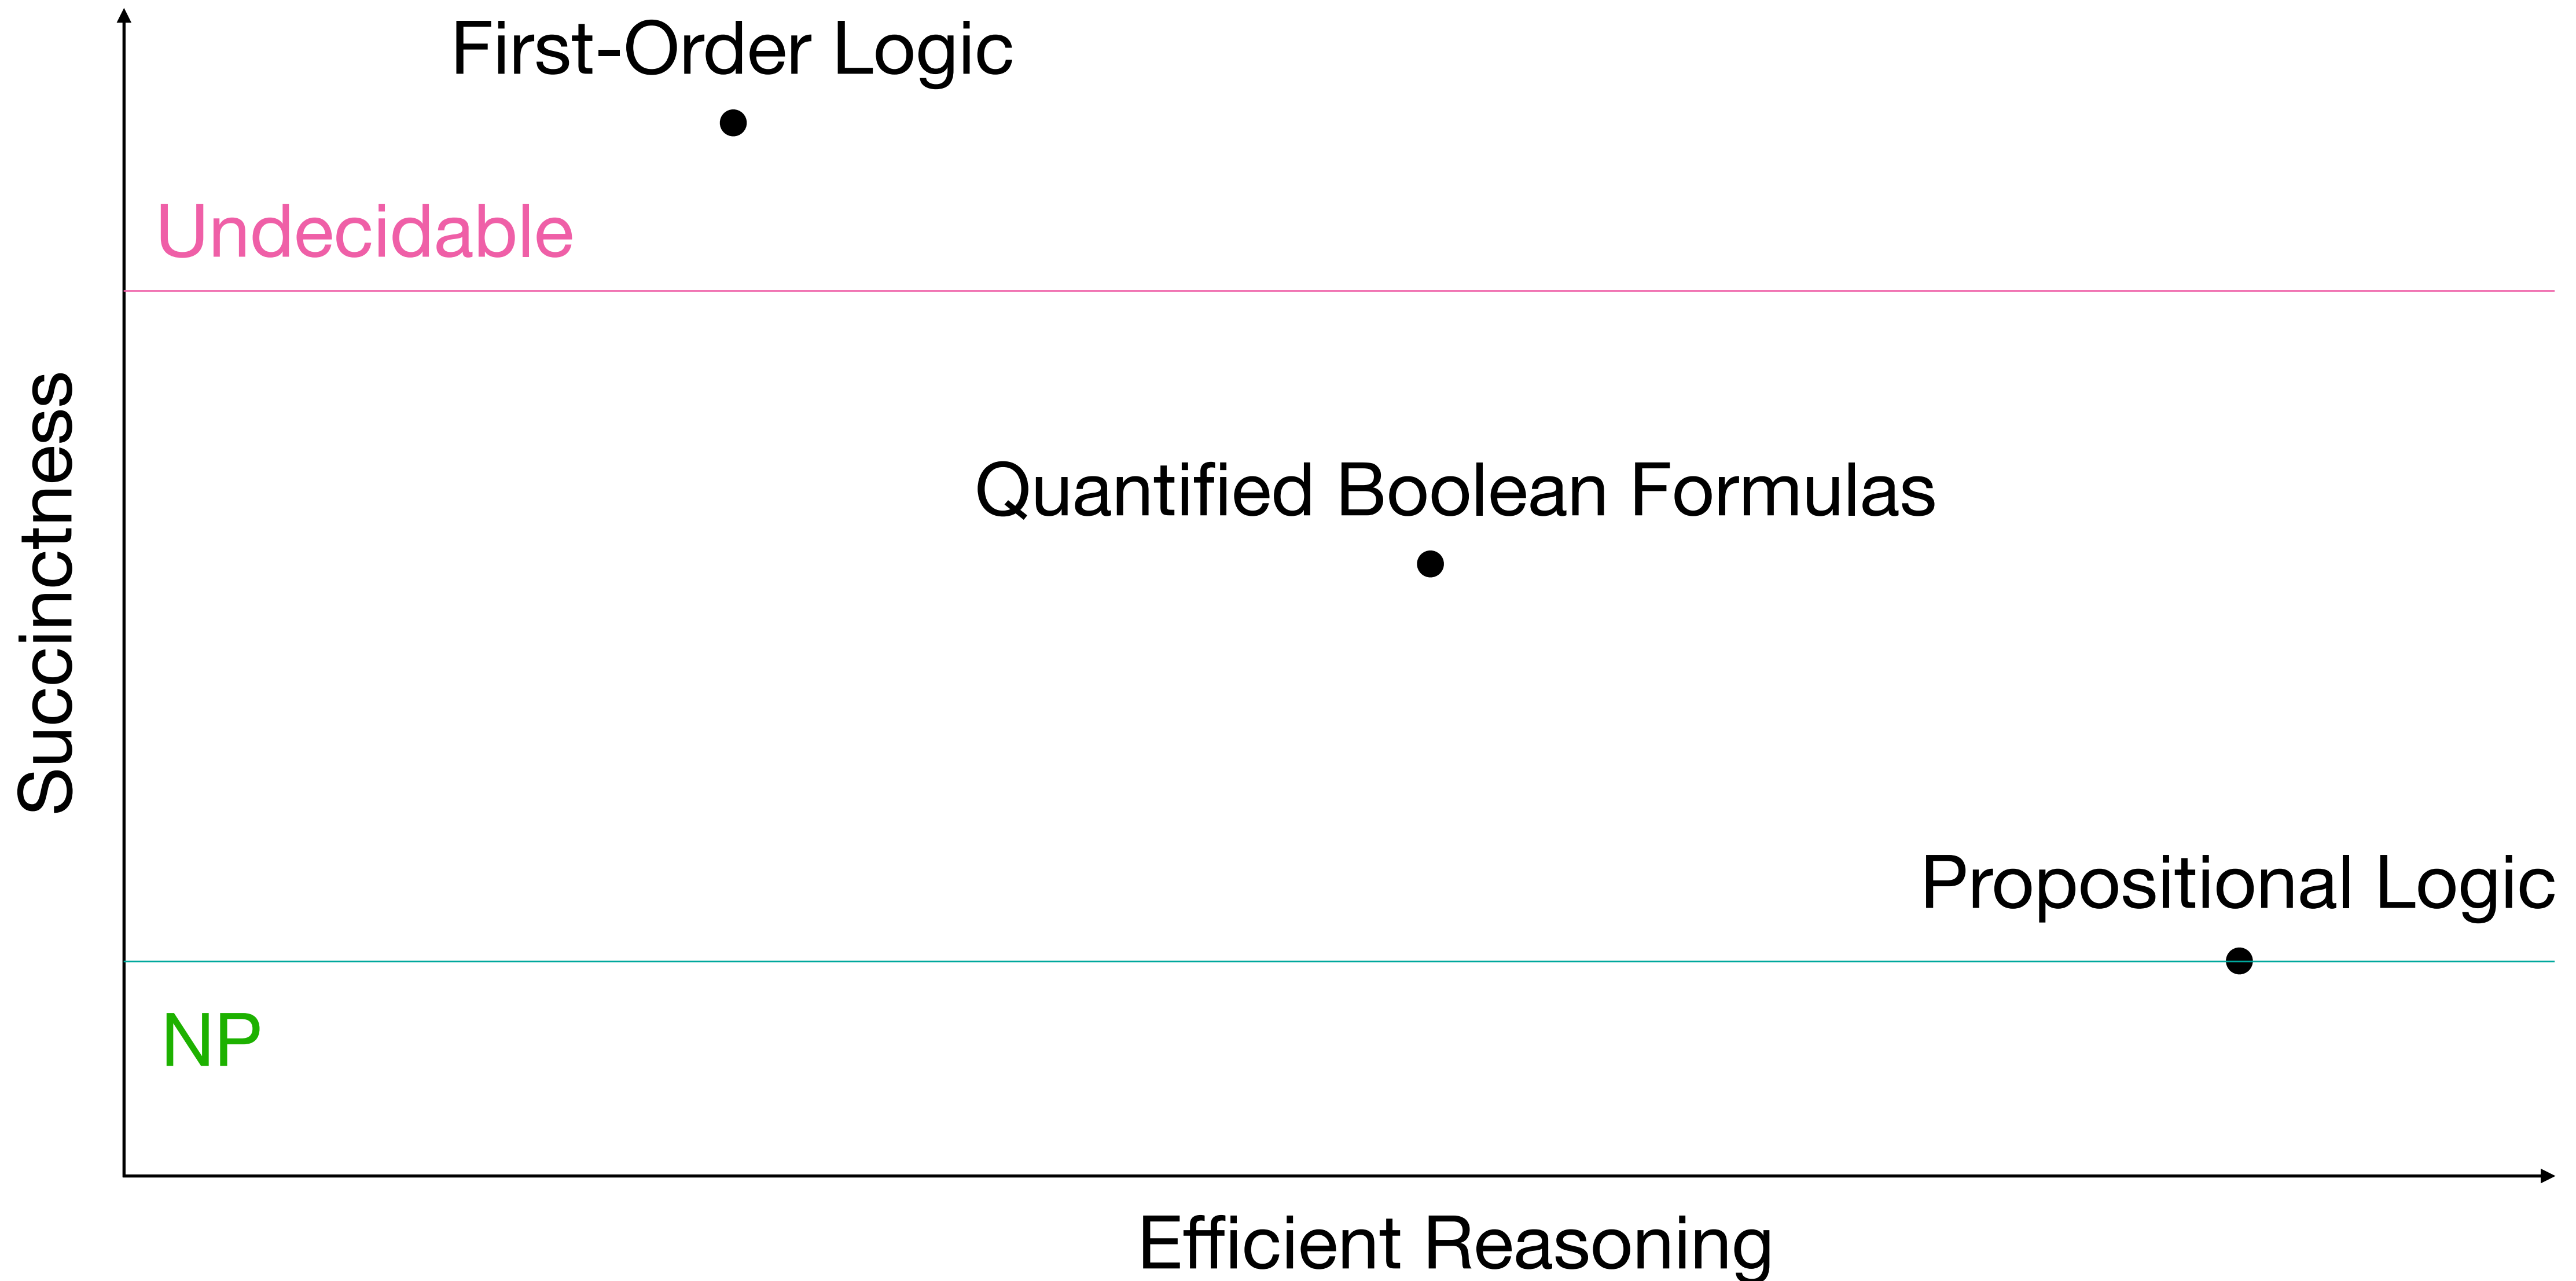 First-Order Logic
Undecidable
Succinctness
Quantified Boolean Formulas
Propositional Logic
NP
Efficient Reasoning